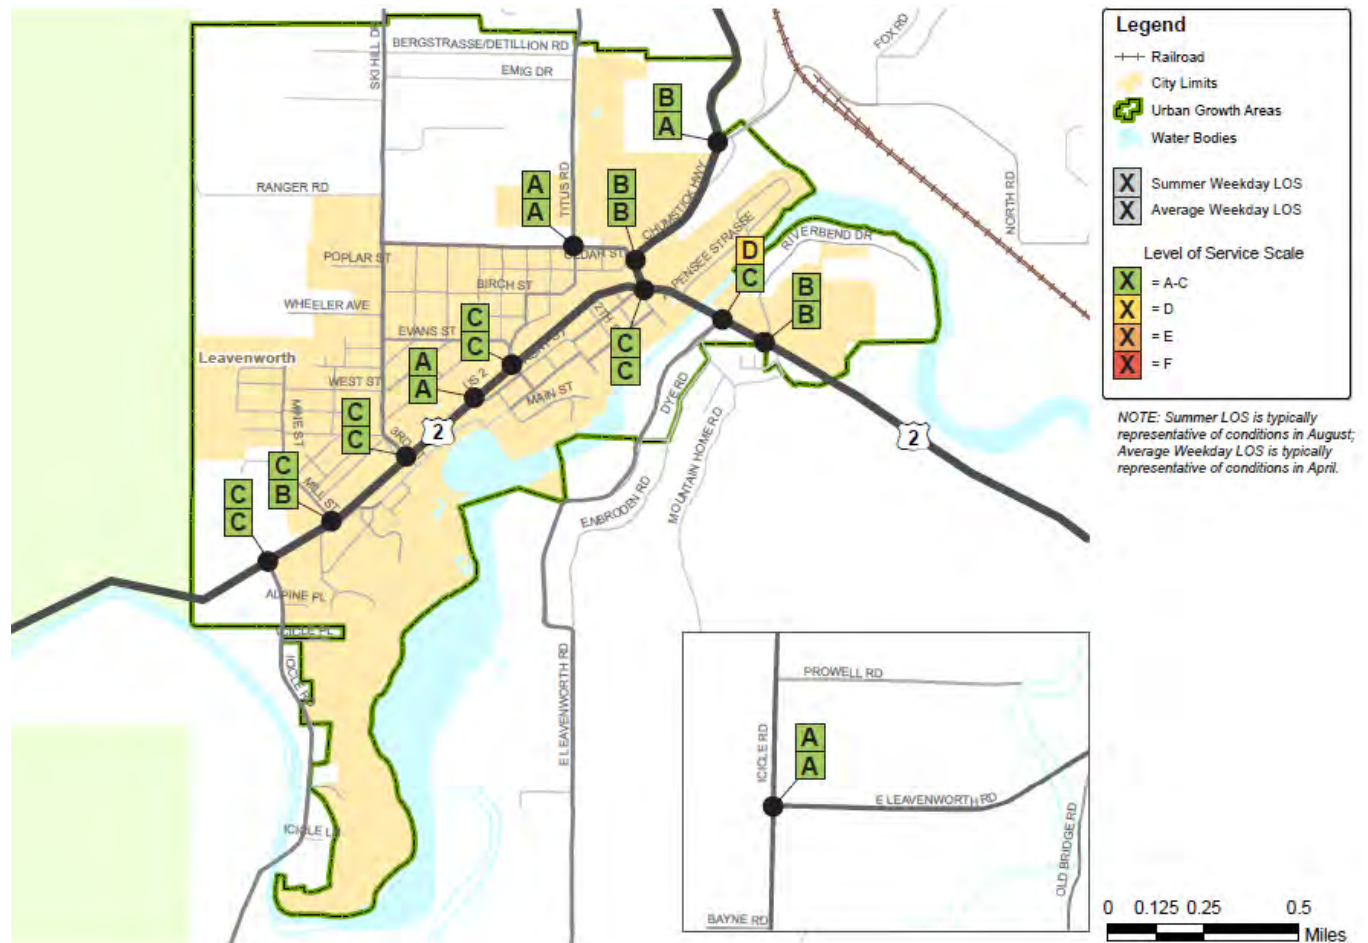 SKI HILL DR
BERGSTRASSE/DETILLION RD
EMIG DR
FOX RD
B
A
RANGER RD
TITUS RD
A
A
B
B
CHUMSTICK HWY
NORTH RD
POPLAR ST
CEDAR ST
RIVERBEND DR
D
C
BIRCH ST
WHEELER AVE
B
B
EVANS ST
C
C
Leavenworth
A
A
US 2
C
C
WEST ST
MAIN ST
DYE RD
MINE ST
C
C
3RD
2
2
MOUNTAIN HOME RD
C
B
MILL ST
C
C
ALPINE PL
ICICLE PL
ICICLE RD
E LEAVENWORTH RD
PROWELL RD
ICICLE RD
A
A
E LEAVENWORTH RD
OLD BRIDGE RD
BAYNE RD
Legend
Railroad
City Limits
Urban Growth Areas
Water Bodies
X Summer Weekday LOS
X Average Weekday LOS
Level of Service Scale
X = A-C
X = D
X = E
X = F
NOTE: Summer LOS is typically
representative of conditions in August;
Average Weekday LOS is typically
representative of conditions in April.
0 0.125 0.25 0.5
Miles